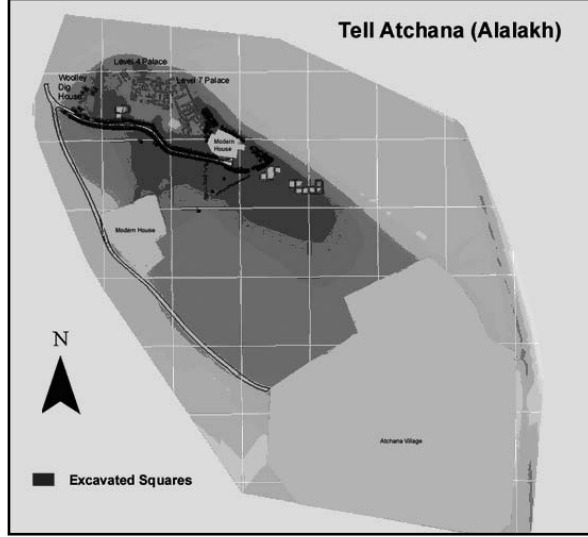 Tell Atchana (Alalakh)
Level 4 Palace
Level 7 Palace
Woolley
Dig
House
Modern
House
Modern House
N
Atchana Village
Excavated Squares